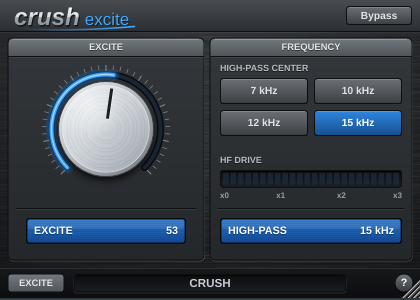 crush excite
Bypass
EXCITE
FREQUENCY
HIGH-PASS CENTER
7 kHz
10 kHz
12 kHz
15 kHz
HF DRIVE
x0 x1 x2 x3
EXCITE 53
HIGH-PASS 15 kHz
EXCITE
CRUSH
?